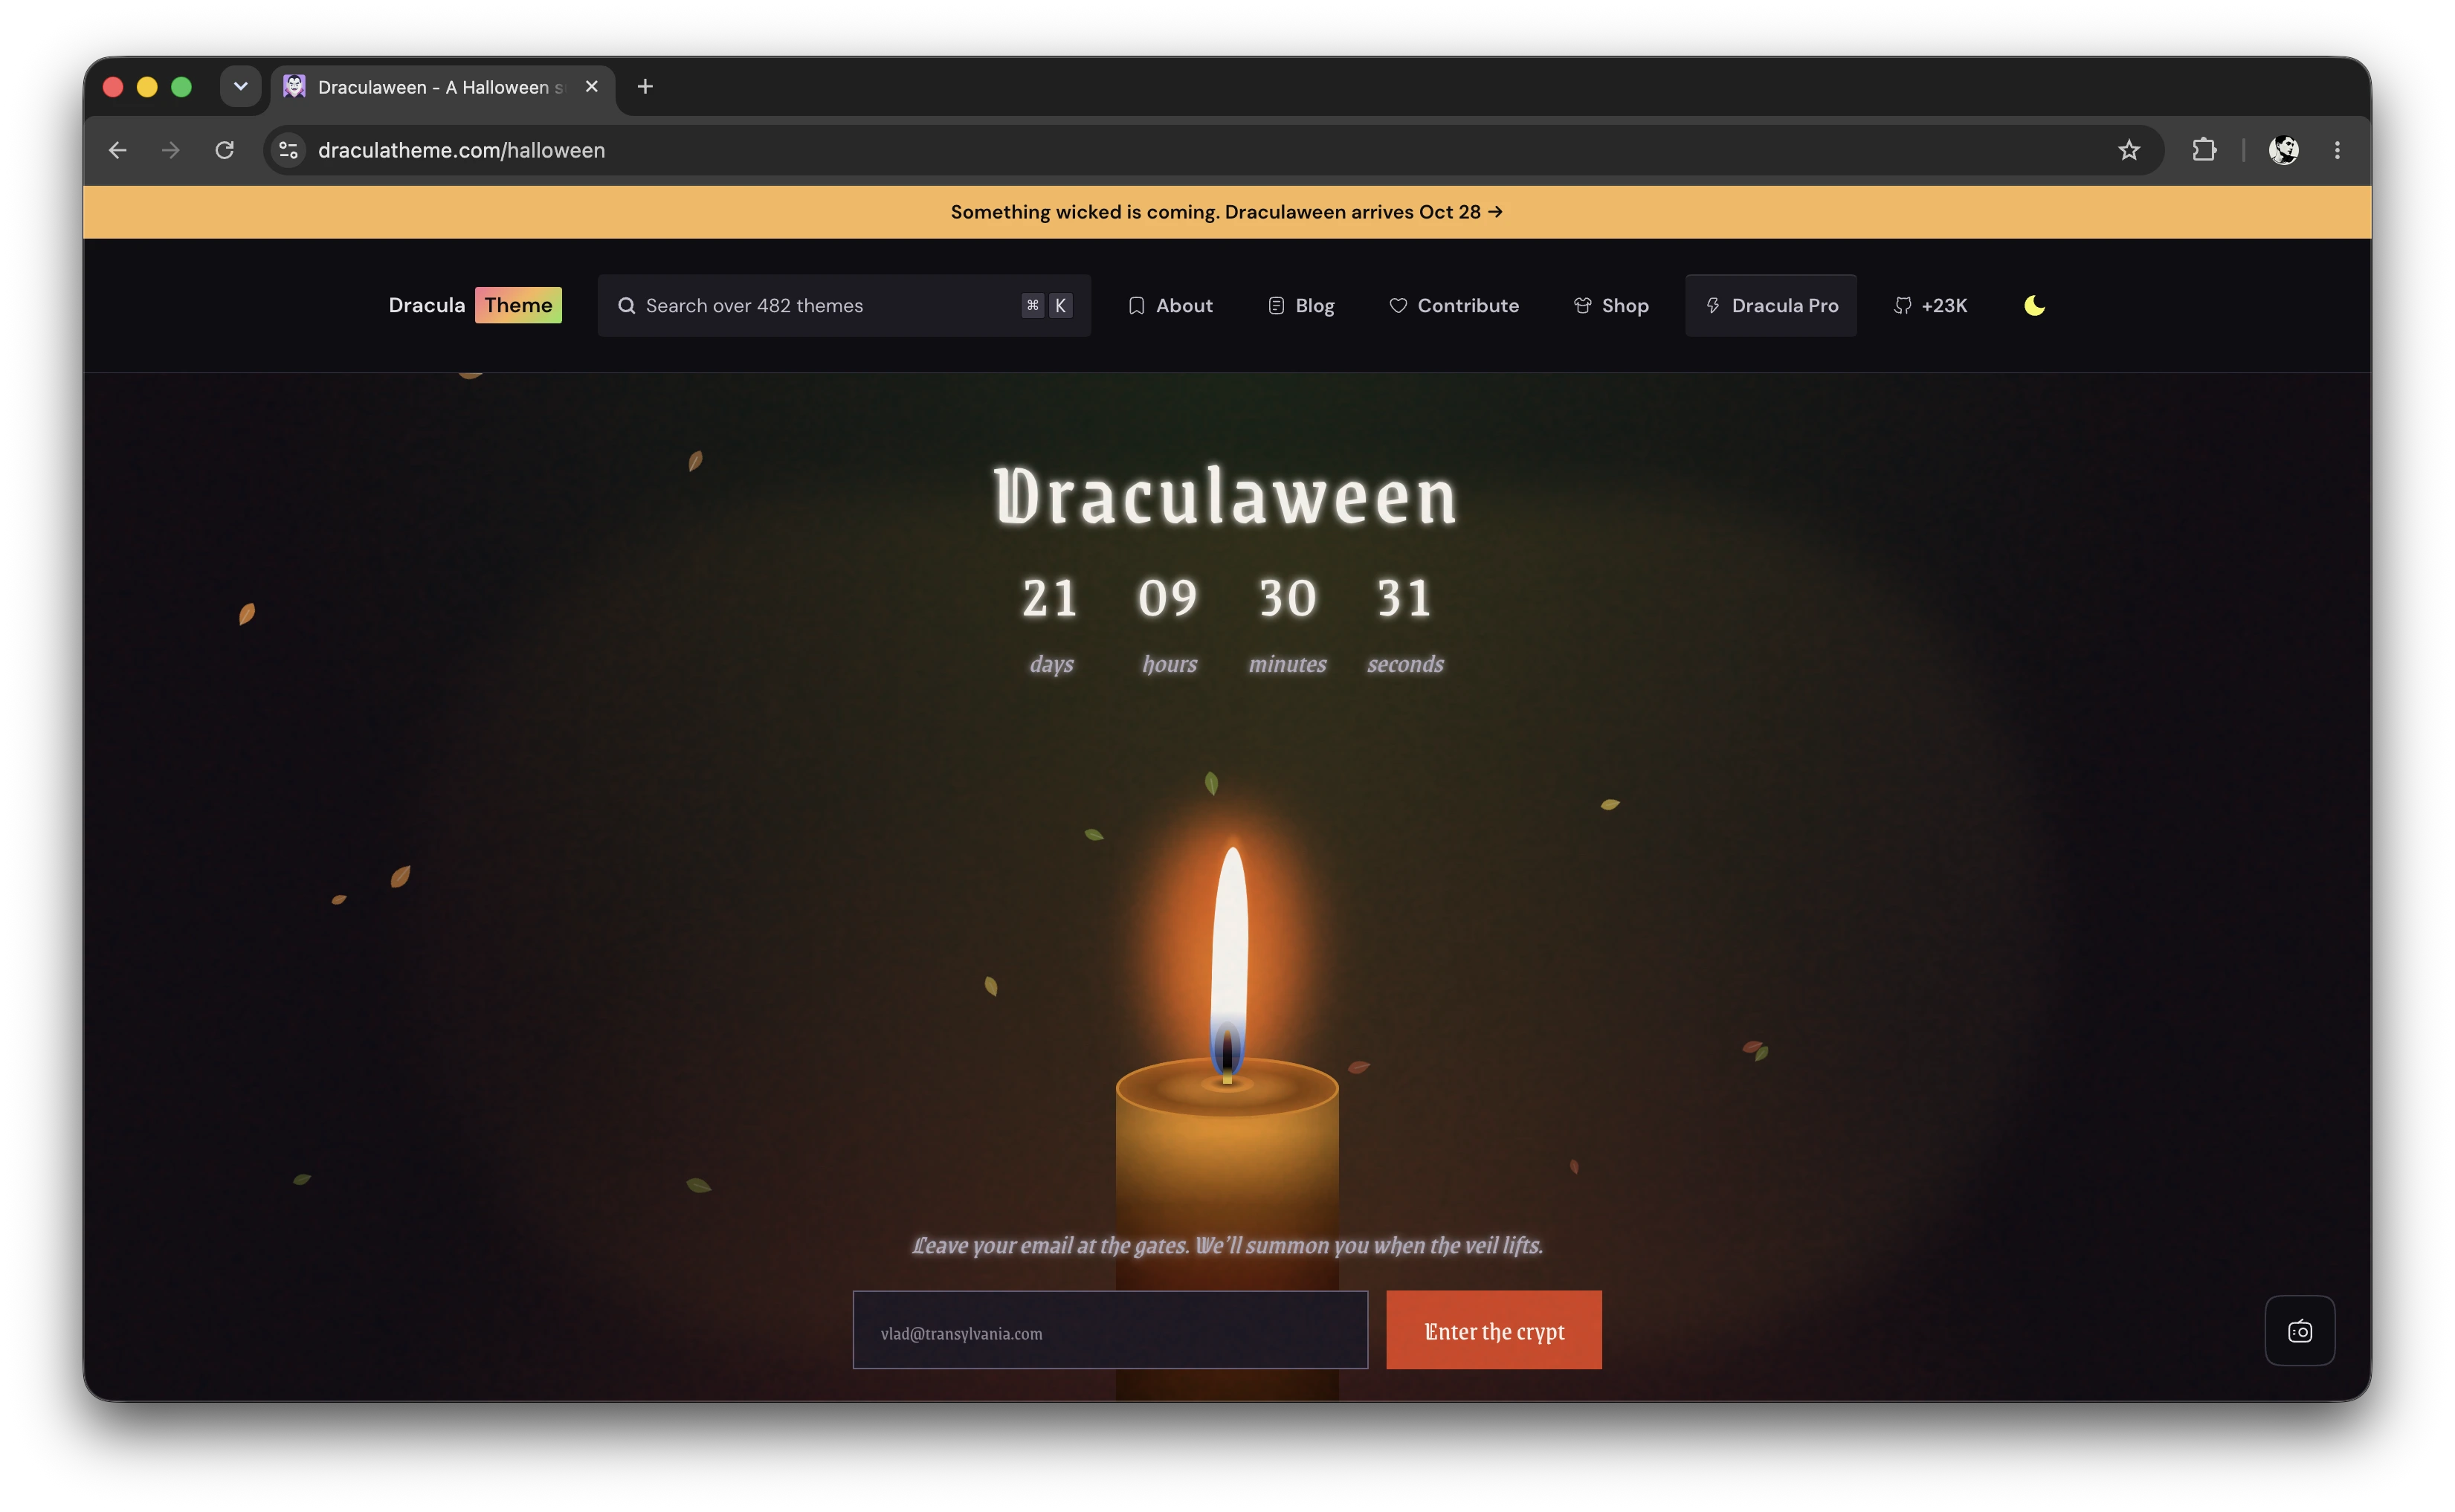 Draculaween - A Halloween
draculatheme.com/halloween
Something wicked is coming. Draculaween arrives Oct 28 →
Dracula Theme
Search over 482 themes ⌘ K
About
Blog
Contribute
Shop
Dracula Pro
+23K
Draculaween
21 09 30 31
days hours minutes seconds
Leave your email at the gates. We'll summon you when the veil lifts.
vlad@transylvania.com
Enter the crypt